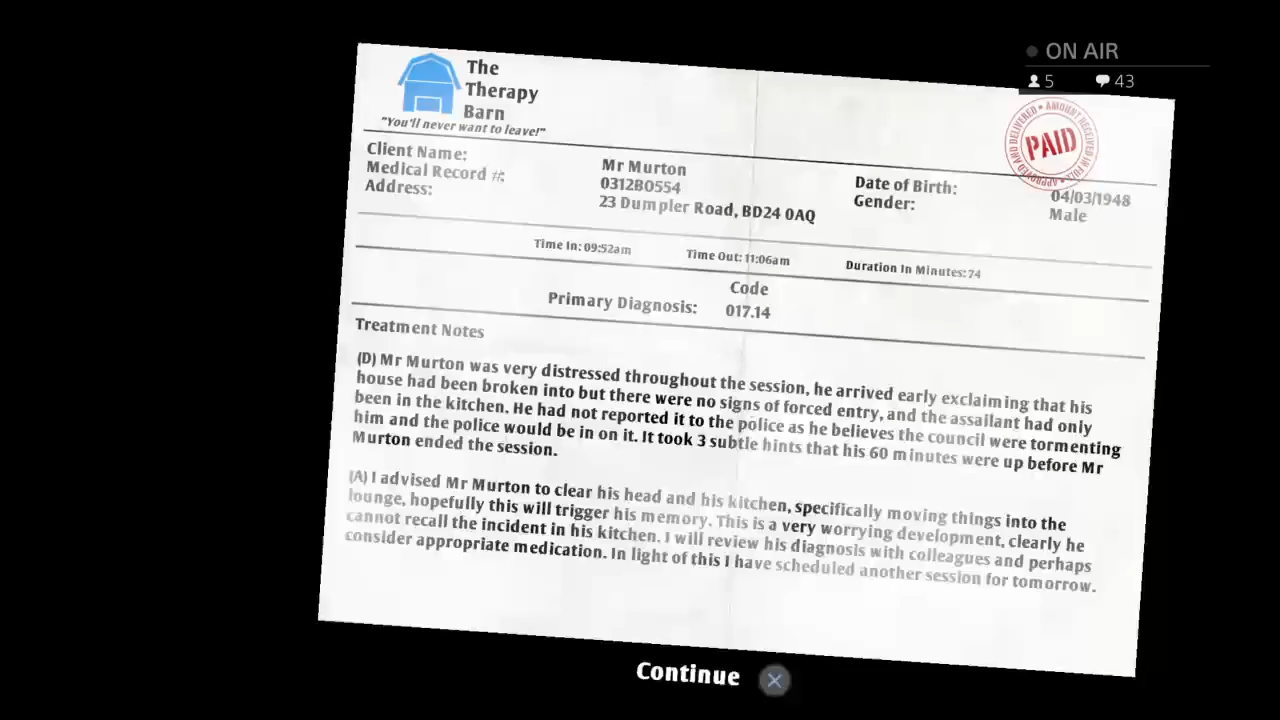 ON AIR
5 43
The
Therapy
Barn
"You'll never want to leave!"
APPROVED AND DELIVERED • AMOUNT RECEIVED IN FULL •
PAID
Client Name: Mr Murton Date of Birth: 04/03/1948
Medical Record #: 0312B0554 Gender: Male
Address: 23 Dumpler Road, BD24 0AQ
Time In: 09:52am Time Out: 11:06am Duration In Minutes: 74
Code
Primary Diagnosis: 017.14
Treatment Notes
(D) Mr Murton was very distressed throughout the session, he arrived early exclaiming that his
house had been broken into but there were no signs of forced entry, and the assailant had only
been in the kitchen. He had not reported it to the police as he believes the council were tormenting
him and the police would be in on it. It took 3 subtle hints that his 60 minutes were up before Mr
Murton ended the session.
(A) I advised Mr Murton to clear his head and his kitchen, specifically moving things into the
lounge, hopefully this will trigger his memory. This is a very worrying development, clearly he
cannot recall the incident in his kitchen. I will review his diagnosis with colleagues and perhaps
consider appropriate medication. In light of this I have scheduled another session for tomorrow.
Continue